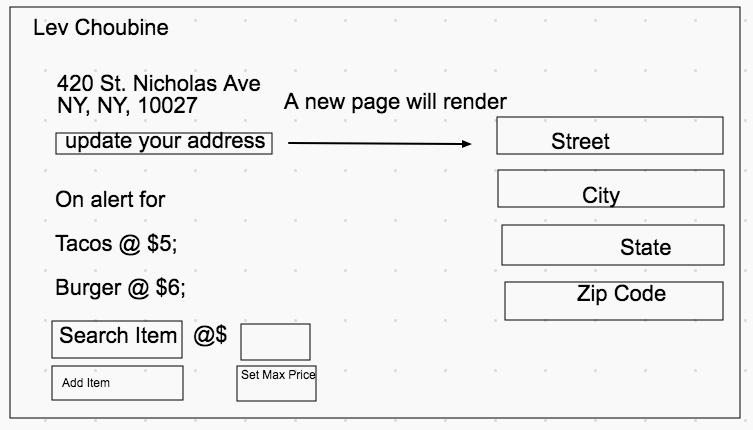 Lev Choubine
420 St. Nicholas Ave
NY, NY, 10027
A new page will render
update your address
Street
City
On alert for
Tacos @ $5;
State
Burger @ $6;
Zip Code
Search Item @$
Add Item
Set Max Price